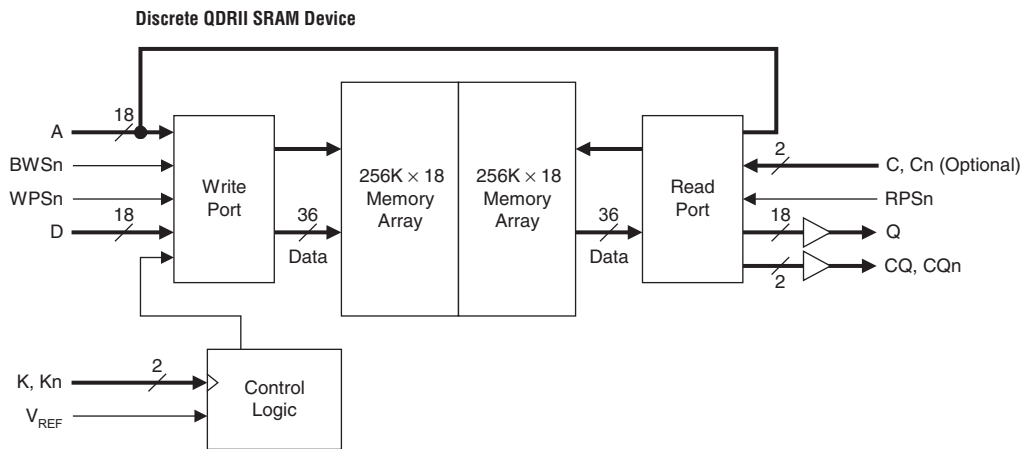 Discrete QDRII SRAM Device
A
18
BWSn
WPSn
D
18
Write
Port
36
Data
256K × 18
Memory
Array
256K × 18
Memory
Array
36
Data
Read
Port
2
C, Cn (Optional)
RPSn
18
Q
2
CQ, CQn
K, Kn
2
VREF
Control
Logic